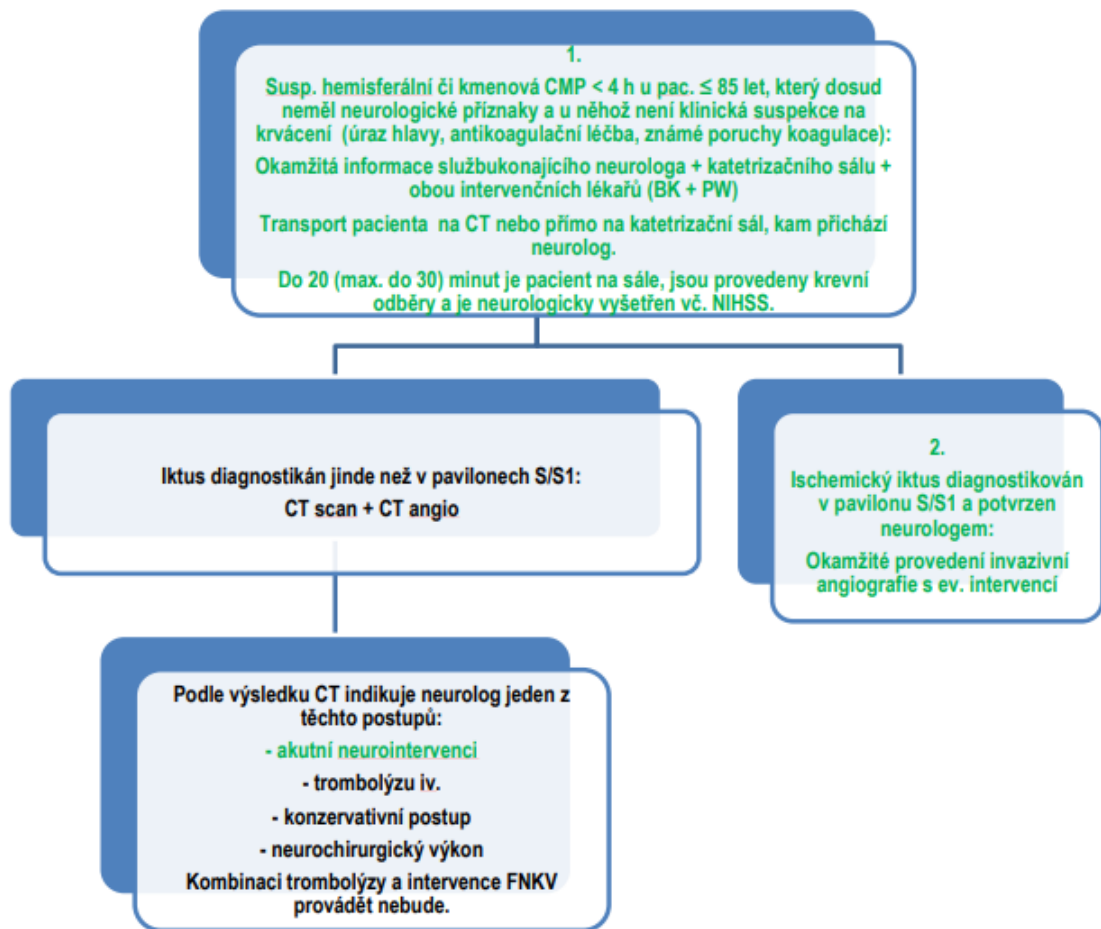 1.
Susp. hemisferální či kmenová CMP < 4 h u pac. ≤ 85 let, který dosud
neměl neurologické příznaky a u něhož není klinická suspekce na
krvácení (úraz hlavy, antikoagulační léčba, známé poruchy koagulace):
Okamžitá informace službukonajícího neurologa + katetrizačního sálu +
obou intervenčních lékařů (BK + PW)
Transport pacienta na CT nebo přímo na katetrizační sál, kam přichází
neurolog.
Do 20 (max. do 30) minut je pacient na sále, jsou provedeny krevní
odběry a je neurologicky vyšetřen vč. NIHSS.
Iktus diagnostikán jinde než v pavilonech S/S1:
CT scan + CT angio
2.
Ischemický iktus diagnostikován
v pavilonu S/S1 a potvrzen
neurologem:
Okamžité provedení invazivní
angiografie s ev. intervencí
Podle výsledku CT indikuje neurolog jeden z
těchto postupů:
- akutní neurointervenci
- trombolýzu iv.
- konzervativní postup
- neurochirurgický výkon
Kombinaci trombolýzy a intervence FNKV
provádět nebude.